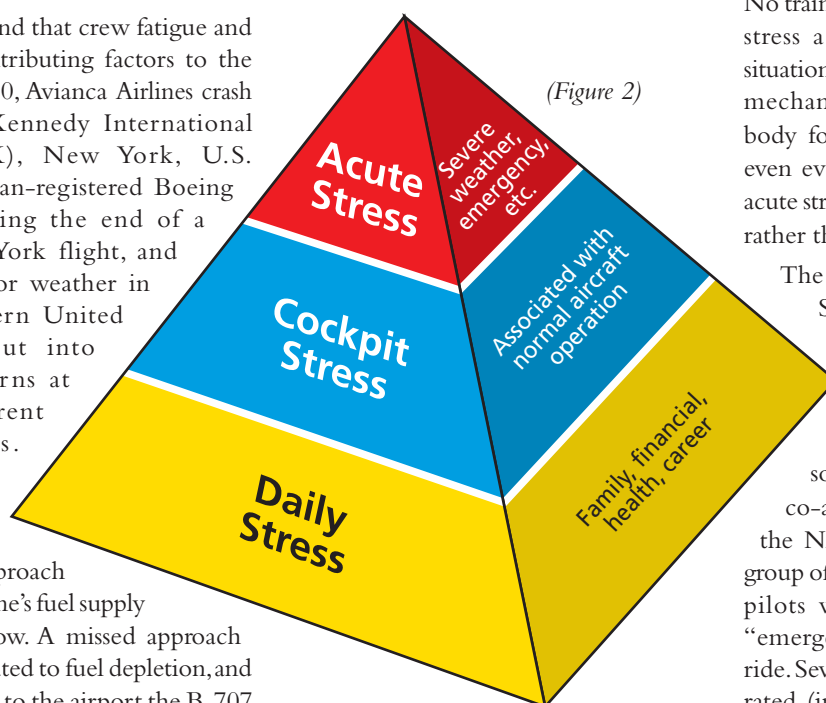 nd that crew fatigue and
tributing factors to the
0, Avianca Airlines crash
Kennedy International
), New York, U.S.
an-registered Boeing
ing the end of a
York flight, and
or weather in
ern United
ut into
rns at
rent
s.
proach
ne's fuel supply
ow. A missed approach
ted to fuel depletion, and
to the airport the B-707
(Figure 2)
Acute
Stress
Severe
weather,
emergency,
etc.
Cockpit
Stress
Associated with
normal aircraft
operation
Daily
Stress
Family, financial,
health, career
No train
stress a
situation
mechan
body fo
even ev
acute str
rather th
The
S
so
co-a
the N
group of
pilots w
"emerge
ride. Sev
rated (in